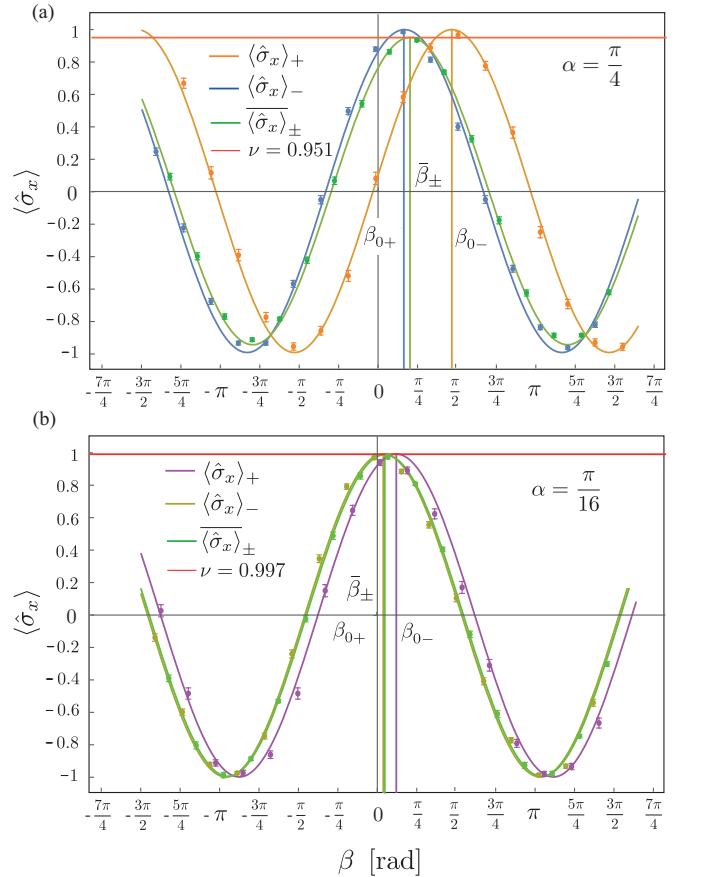 (a)
1
0.8
0.6
0.4
0.2
0
-0.2
-0.4
-0.6
-0.8
-1
⟨σ̂ₓ⟩
⟨σ̂ₓ⟩₊
⟨σ̂ₓ⟩₋
\overline{⟨σ̂ₓ⟩}_±
ν = 0.951
α = π/4
β̄_±
β₀₊
β₀₋
-7π/4 -3π/2 -5π/4 -π -3π/4 -π/2 -π/4 0 π/4 π/2 3π/4 π 5π/4 3π/2 7π/4
(b)
1
0.8
0.6
0.4
0.2
0
-0.2
-0.4
-0.6
-0.8
-1
⟨σ̂ₓ⟩
⟨σ̂ₓ⟩₊
⟨σ̂ₓ⟩₋
\overline{⟨σ̂ₓ⟩}_±
ν = 0.997
α = π/16
β̄_±
β₀₊
β₀₋
-7π/4 -3π/2 -5π/4 -π -3π/4 -π/2 -π/4 0 π/4 π/2 3π/4 π 5π/4 3π/2 7π/4
β [rad]